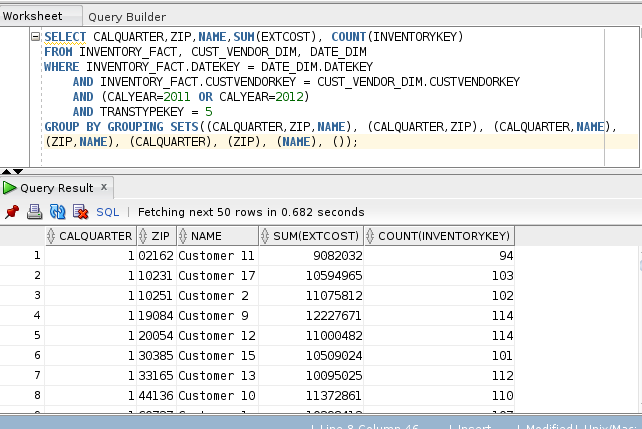 Worksheet Query Builder
SELECT CALQUARTER,ZIP,NAME,SUM(EXTCOST), COUNT(INVENTORYKEY)
FROM INVENTORY_FACT, CUST_VENDOR_DIM, DATE_DIM
WHERE INVENTORY_FACT.DATEKEY = DATE_DIM.DATEKEY
AND INVENTORY_FACT.CUSTVENDORKEY = CUST_VENDOR_DIM.CUSTVENDORKEY
AND (CALYEAR=2011 OR CALYEAR=2012)
AND TRANSTYPEKEY = 5
GROUP BY GROUPING SETS((CALQUARTER,ZIP,NAME), (CALQUARTER,ZIP), (CALQUARTER,NAME),
(ZIP,NAME), (CALQUARTER), (ZIP), (NAME), ());
Query Result x
SQL | Fetching next 50 rows in 0.682 seconds
CALQUARTER ZIP NAME SUM(EXTCOST) COUNT(INVENTORYKEY)
1 1 02162 Customer 11 9082032 94
2 1 10231 Customer 17 10594965 103
3 1 10251 Customer 2 11075812 102
4 1 19084 Customer 9 12227671 114
5 1 20054 Customer 12 11000482 114
6 1 30385 Customer 15 10509024 101
7 1 33165 Customer 13 10095025 112
8 1 44136 Customer 10 11372861 110